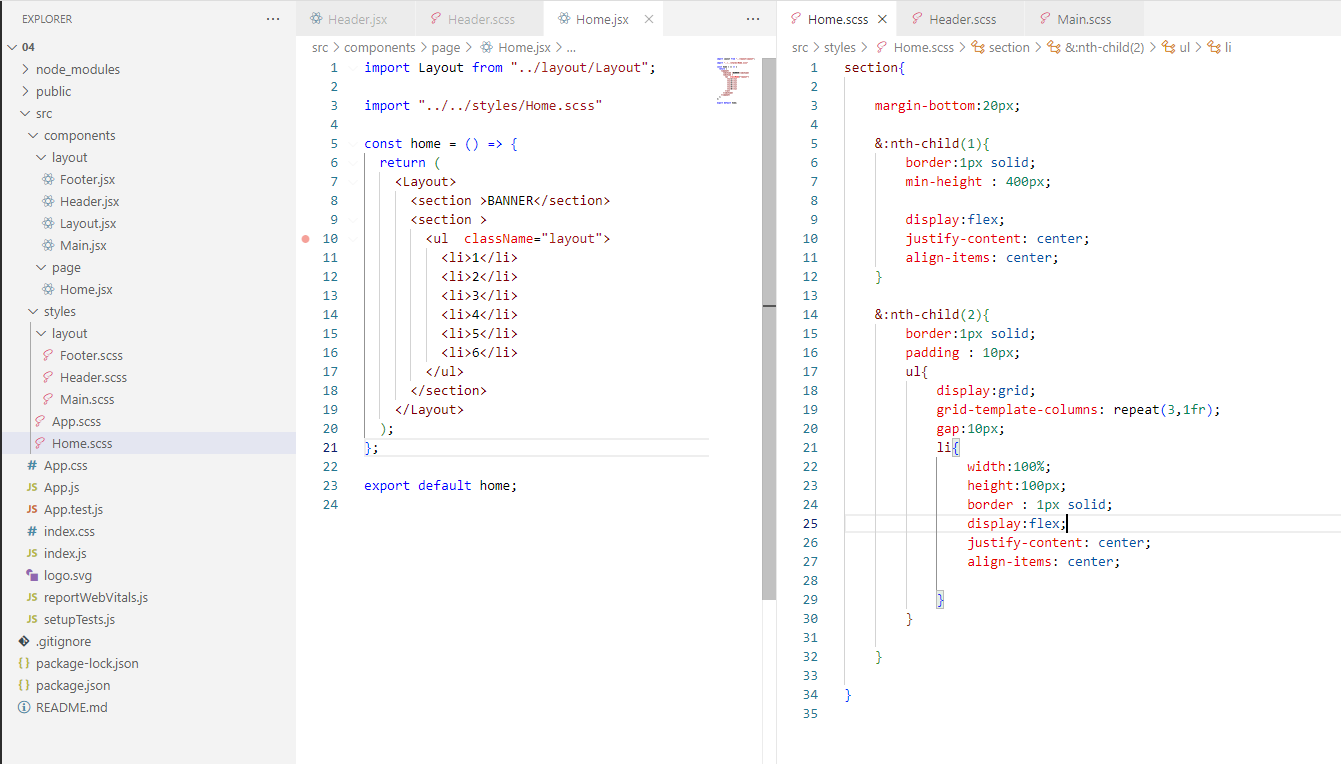 EXPLORER
04
node_modules
public
src
components
layout
Footer.jsx
Header.jsx
Layout.jsx
Main.jsx
page
Home.jsx
styles
layout
Footer.scss
Header.scss
Main.scss
App.scss
Home.scss
# App.css
JS App.js
JS App.test.js
# index.css
JS index.js
logo.svg
JS reportWebVitals.js
JS setupTests.js
.gitignore
{} package-lock.json
{} package.json
README.md
Header.jsx Header.scss Home.jsx
src > components > page > Home.jsx > ...
1 import Layout from "../layout/Layout";
2
3 import "../../styles/Home.scss"
4
5 const home = () => {
6 return (
7 <Layout>
8 <section >BANNER</section>
9 <section >
10 <ul  className="layout">
11 <li>1</li>
12 <li>2</li>
13 <li>3</li>
14 <li>4</li>
15 <li>5</li>
16 <li>6</li>
17 </ul>
18 </section>
19 </Layout>
20 );
21 };
22
23 export default home;
24
Home.scss Header.scss Main.scss
src > styles > Home.scss > section > &:nth-child(2) > ul > li
1 section{
2
3 margin-bottom:20px;
4
5 &:nth-child(1){
6 border:1px solid;
7 min-height : 400px;
8
9 display:flex;
10 justify-content: center;
11 align-items: center;
12 }
13
14 &:nth-child(2){
15 border:1px solid;
16 padding : 10px;
17 ul{
18 display:grid;
19 grid-template-columns: repeat(3,1fr);
20 gap:10px;
21 li{
22 width:100%;
23 height:100px;
24 border : 1px solid;
25 display:flex;
26 justify-content: center;
27 align-items: center;
28
29 }
30 }
31
32 }
33
34 }
35